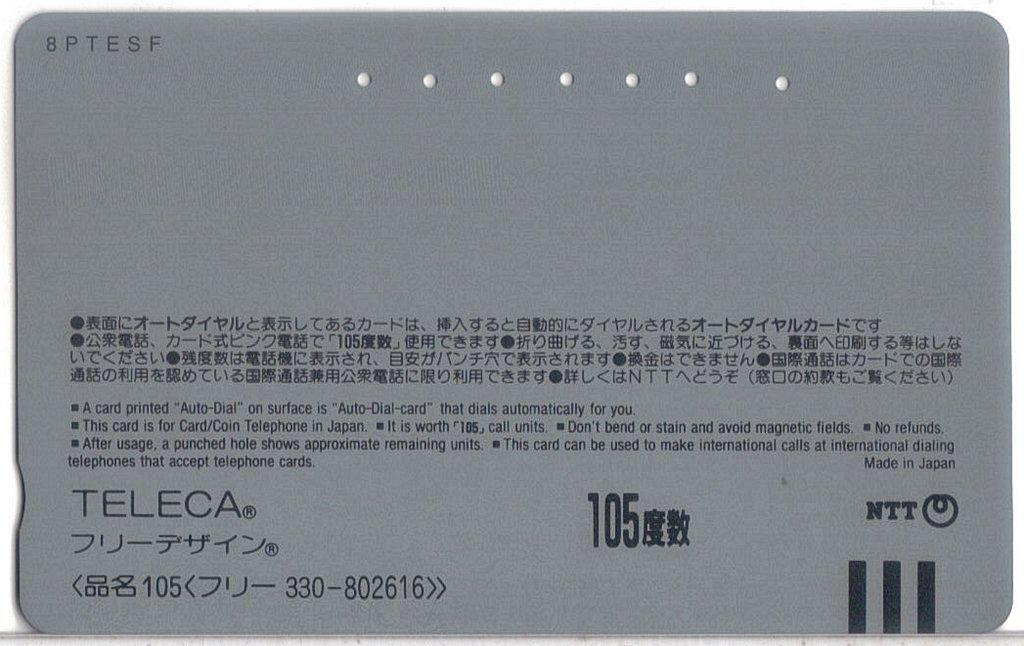 8PTESF
●表面にオートダイヤルと表示してあるカードは、挿入すると自動的にダイヤルされるオートダイヤルカードです
●公衆電話、カード式ピンク電話で「105度数」使用できます●折り曲げる、汚す、磁気に近づける、裏面へ印刷する等はしな
いでください●残度数は電話機に表示され、目安がパンチ穴で表示されます●換金はできません●国際通話はカードでの国際
通話の利用を認めている国際通話兼用公衆電話に限り利用できます●詳しくはNTTへどうぞ（窓口の約款もご覧ください）
■ A card printed "Auto-Dial" on surface is "Auto-Dial-card" that dials automatically for you.
■ This card is for Card/Coin Telephone in Japan. ■ It is worth「105」call units. ■ Don't bend or stain and avoid magnetic fields. ■ No refunds.
■ After usage, a punched hole shows approximate remaining units. ■ This card can be used to make international calls at international dialing
telephones that accept telephone cards. Made in Japan
TELECA®
フリーデザイン®
105度数
NTT
〈品名105〈フリー 330-802616〉〉